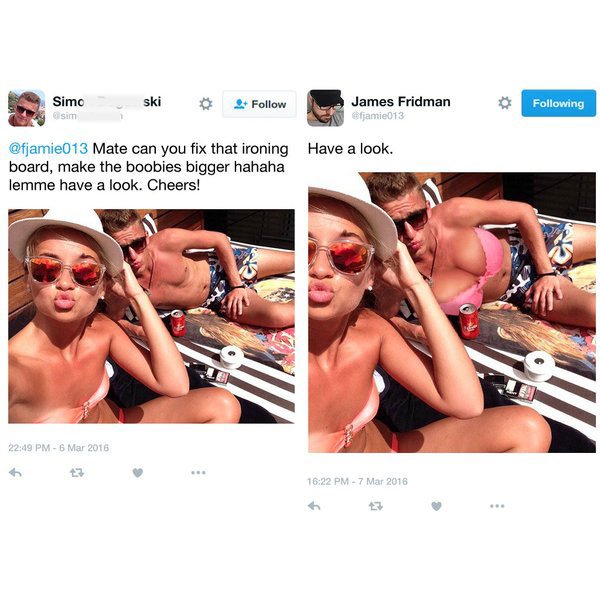 Simo ski
@sim
Follow
@fjamie013 Mate can you fix that ironing
board, make the boobies bigger hahaha
lemme have a look. Cheers!
22:49 PM - 6 Mar 2016
James Fridman
@fjamie013
Following
Have a look.
16:22 PM - 7 Mar 2016